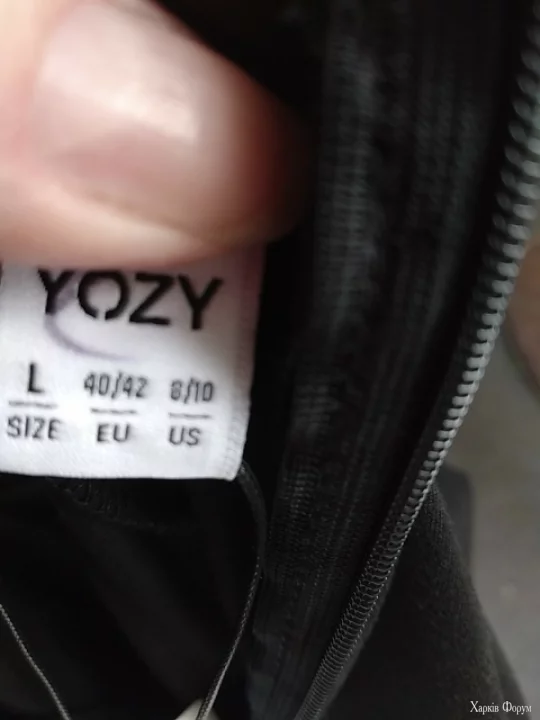 YOZY
L 40/42 8/10
SIZE EU US
Харків Форум